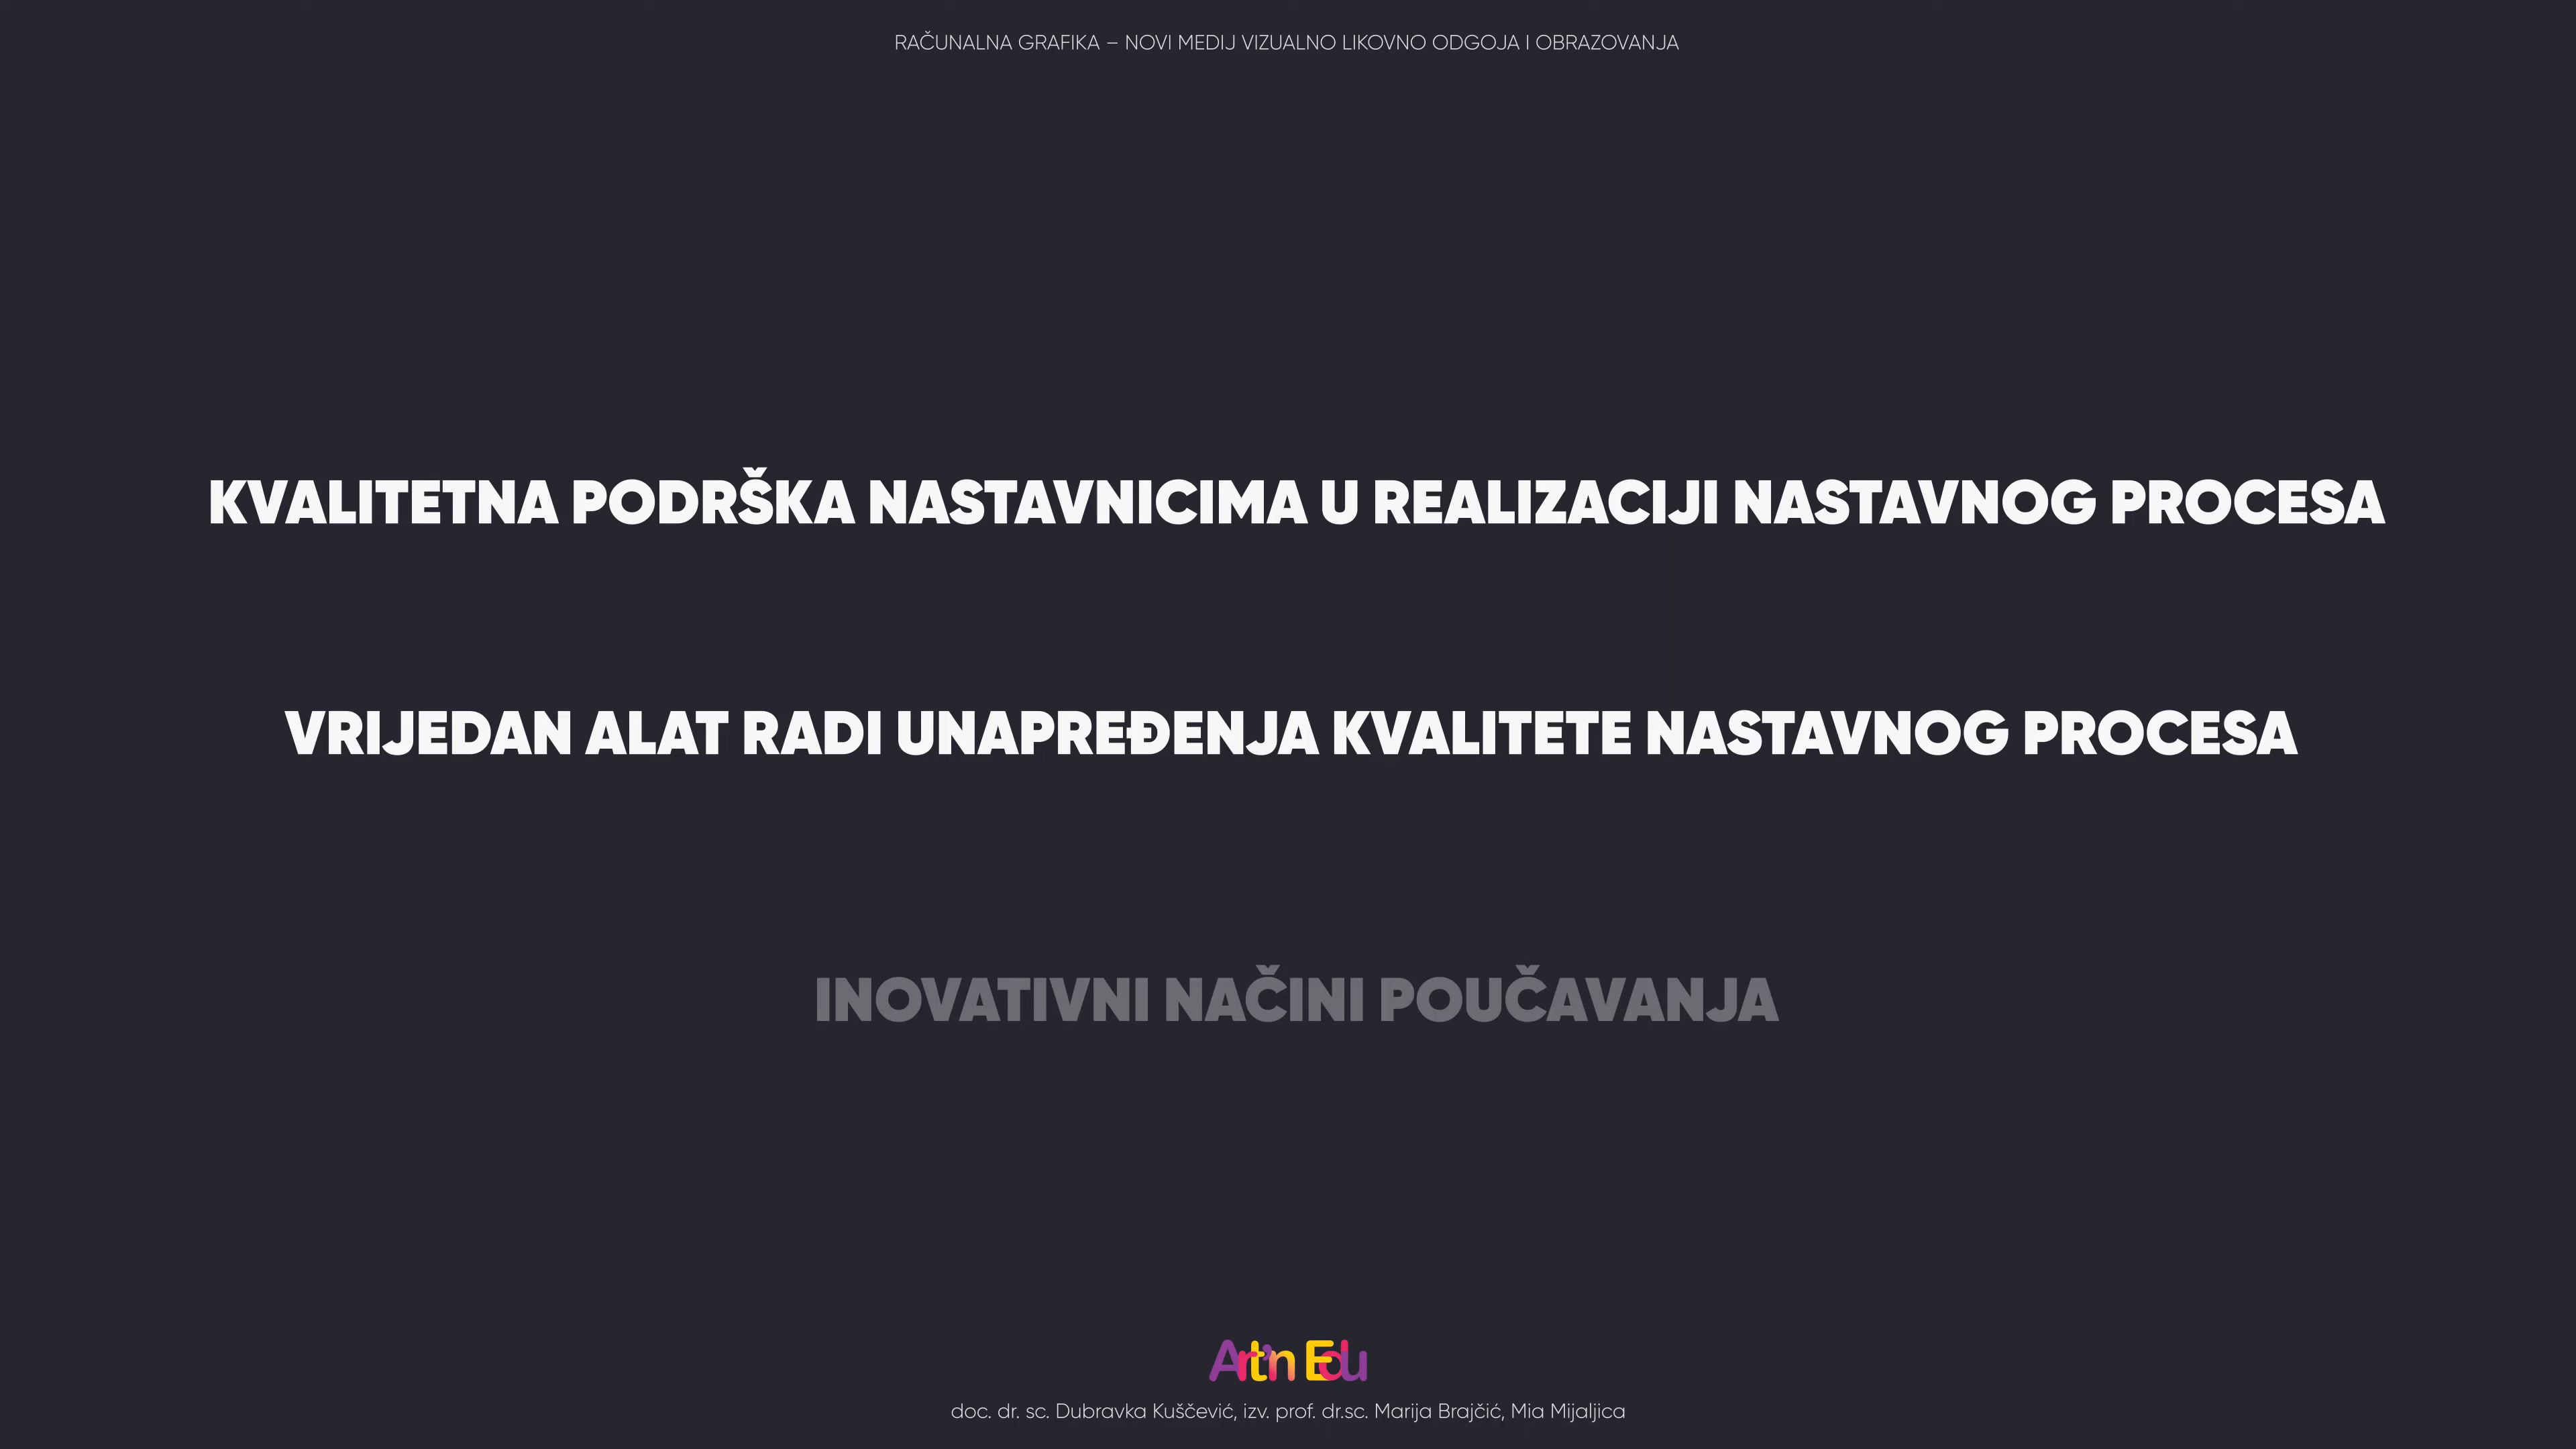 RAČUNALNA GRAFIKA – NOVI MEDIJ VIZUALNO LIKOVNO ODGOJA I OBRAZOVANJA
KVALITETNA PODRŠKA NASTAVNICIMA U REALIZACIJI NASTAVNOG PROCESA
VRIJEDAN ALAT RADI UNAPREĐENJA KVALITETE NASTAVNOG PROCESA
INOVATIVNI NAČINI POUČAVANJA
Art'n Edu
doc. dr. sc. Dubravka Kuščević, izv. prof. dr.sc. Marija Brajčić, Mia Mijaljica